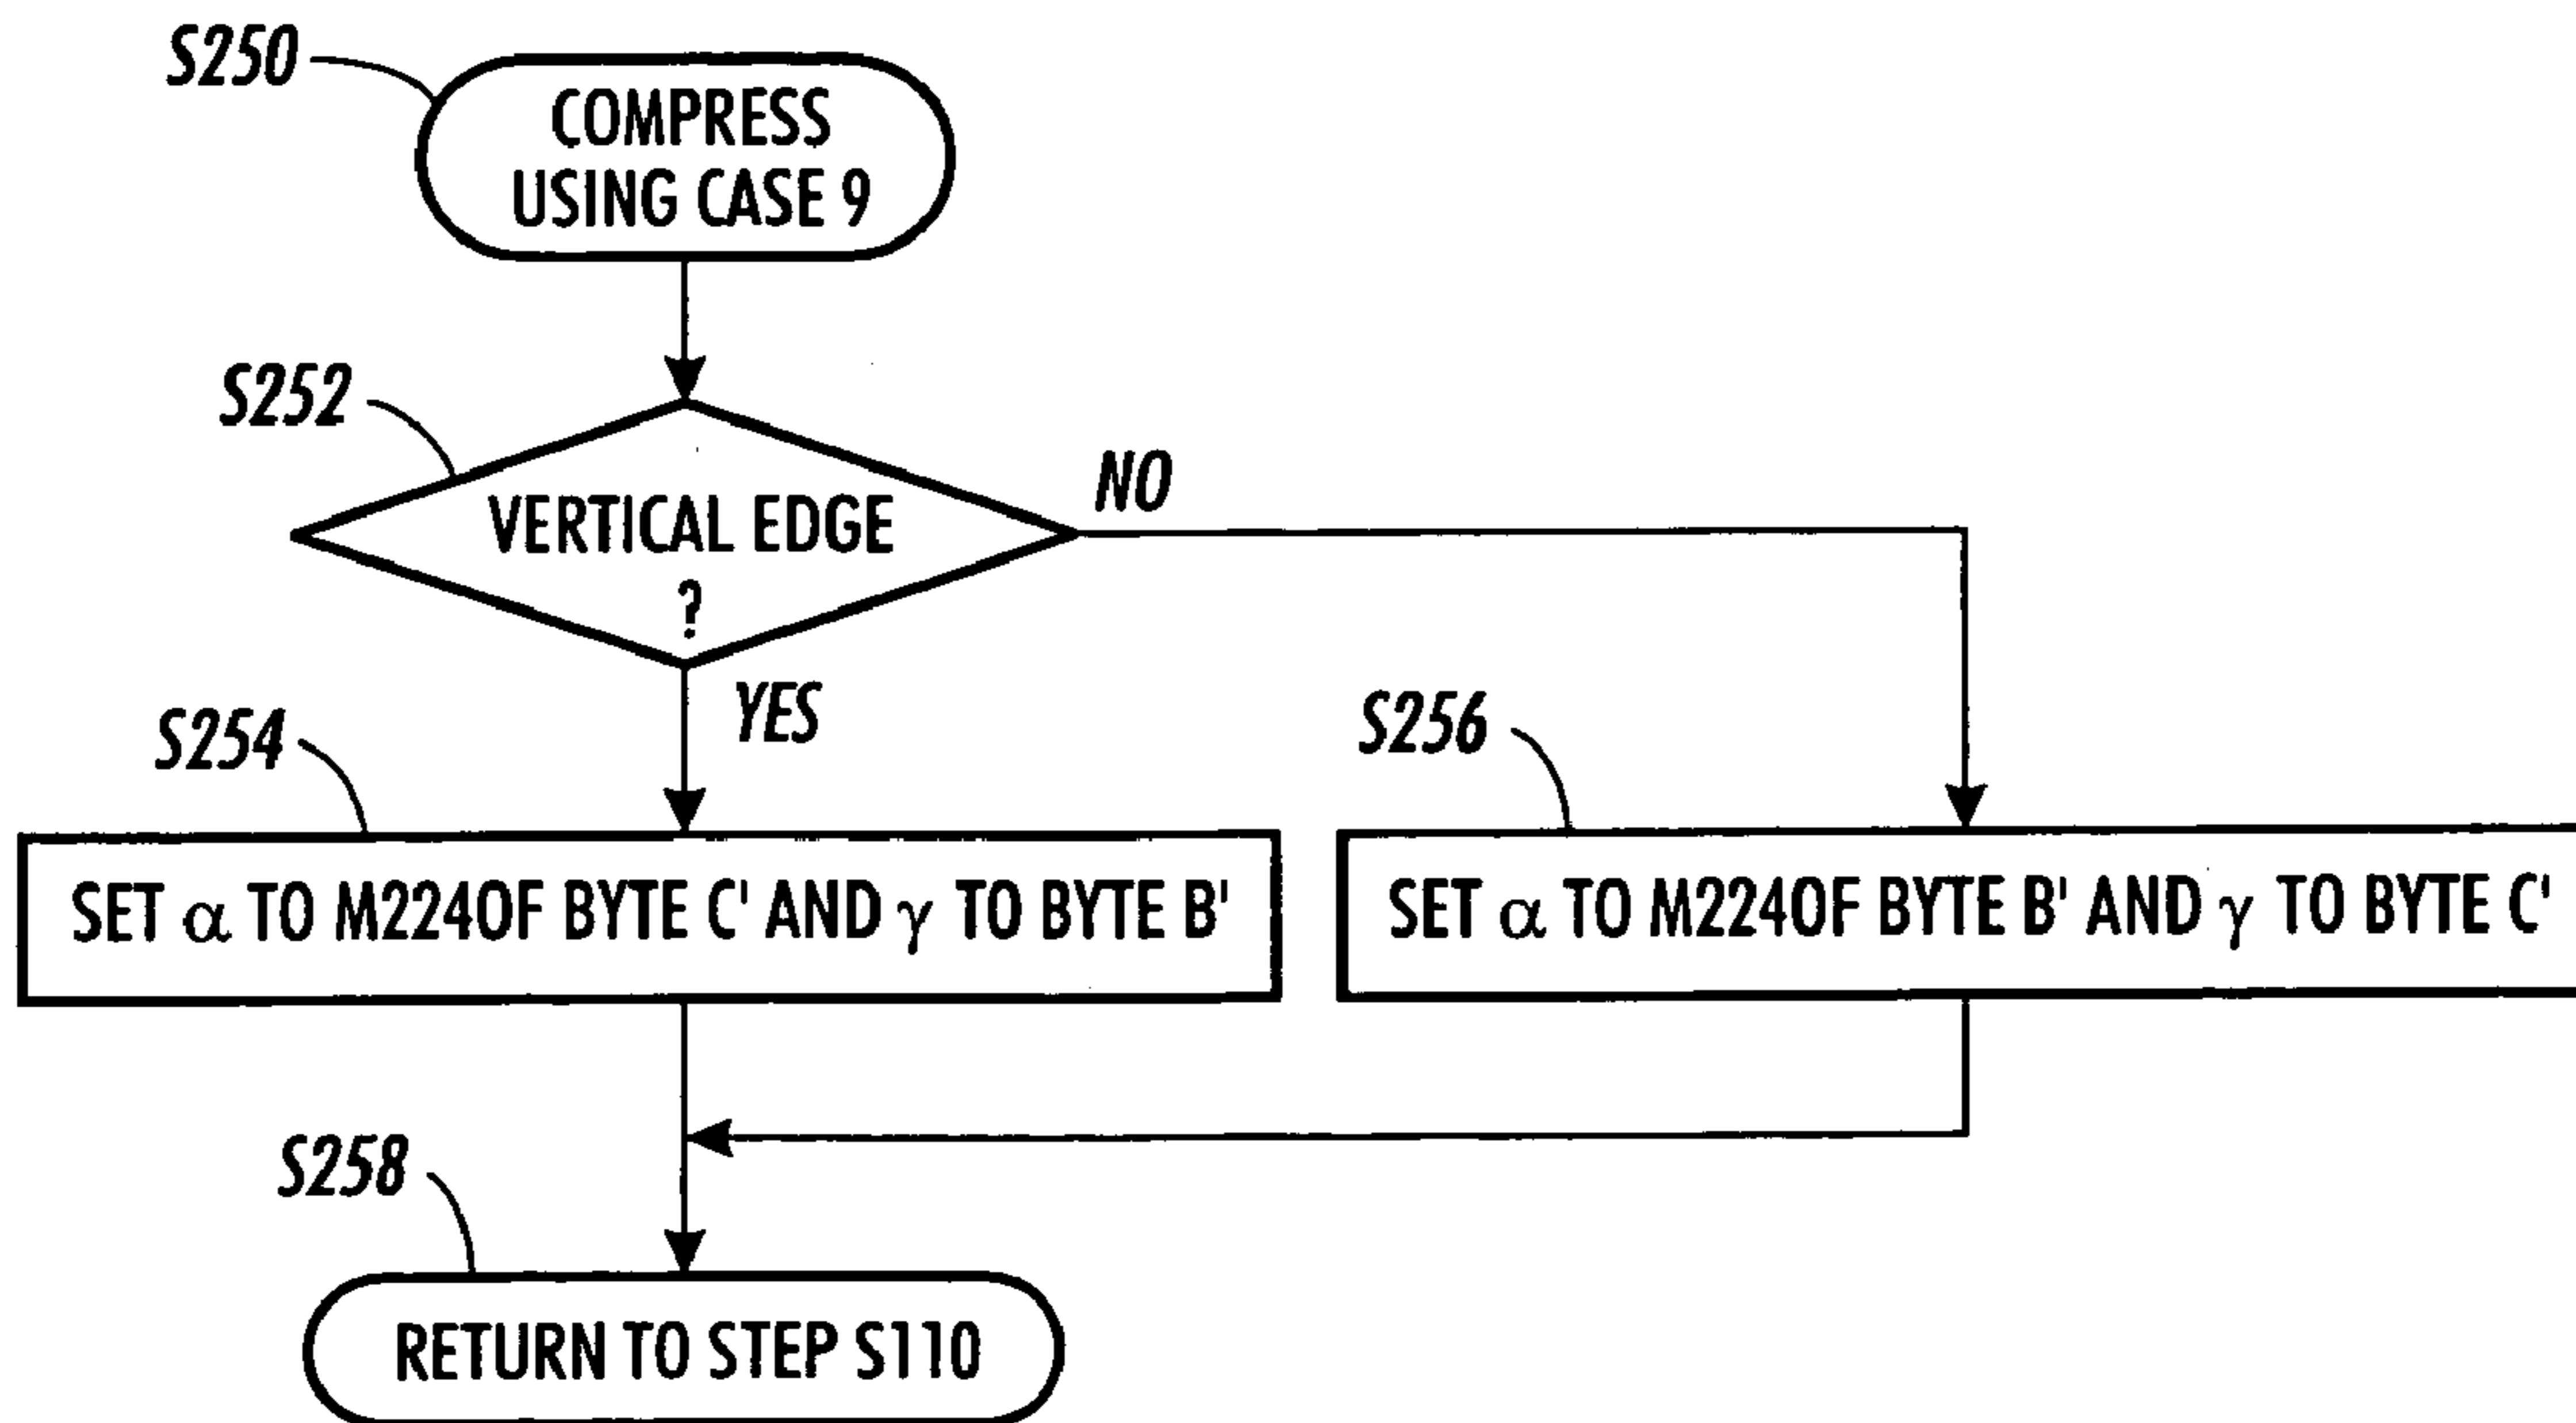 S250
COMPRESS
USING CASE 9
S252
VERTICAL EDGE
?
NO
YES
S254
SET α TO M224OF BYTE C' AND γ TO BYTE B'
S256
SET α TO M224OF BYTE B' AND γ TO BYTE C'
S258
RETURN TO STEP S110